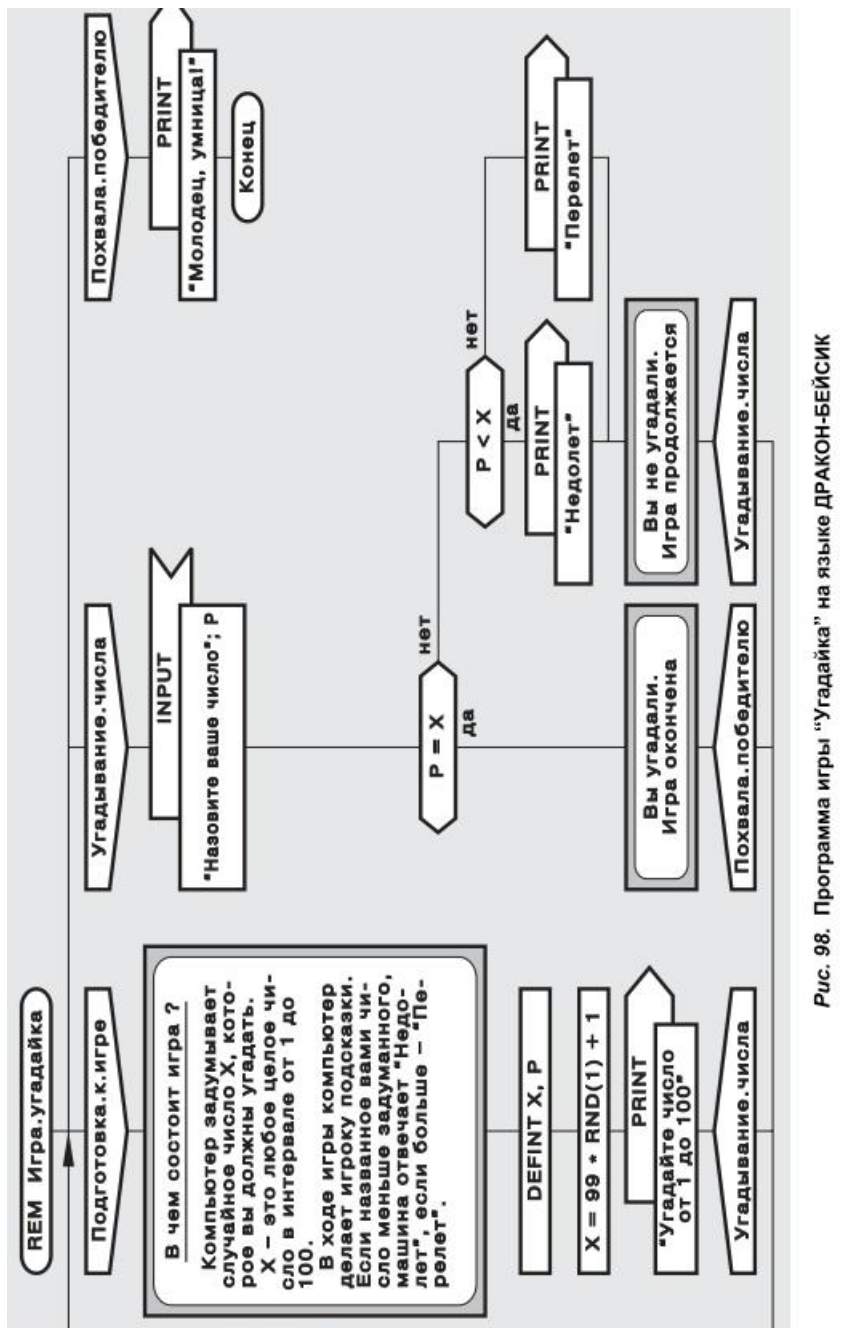 REM Игра.угадайка
Подготовка.к.игре
В чем состоит игра ?
Компьютер задумывает
случайное число X, кото-
рое вы должны угадать.
X – это любое целое чи-
сло в интервале от 1 до
100.
В ходе игры компьютер
делает игроку подсказки.
Если названное вами чи-
сло меньше задуманного,
машина отвечает "Недо-
лет", если больше – "Пе-
релет".
DEFINT X, P
X = 99 * RND(1) + 1
PRINT
"Угадайте число
от 1 до 100"
Угадывание.числа
Угадывание.числа
INPUT
"Назовите ваше число"; P
P = X
нет
да
Вы угадали.
Игра окончена
Похвала.победителю
P < X
нет
да
PRINT
"Недолет"
PRINT
"Перелет"
Вы не угадали.
Игра продолжается
Угадывание.числа
Похвала.победителю
PRINT
"Молодец, умница!"
Конец
Рис. 98. Программа игры "Угадайка" на языке ДРАКОН-БЕЙСИК